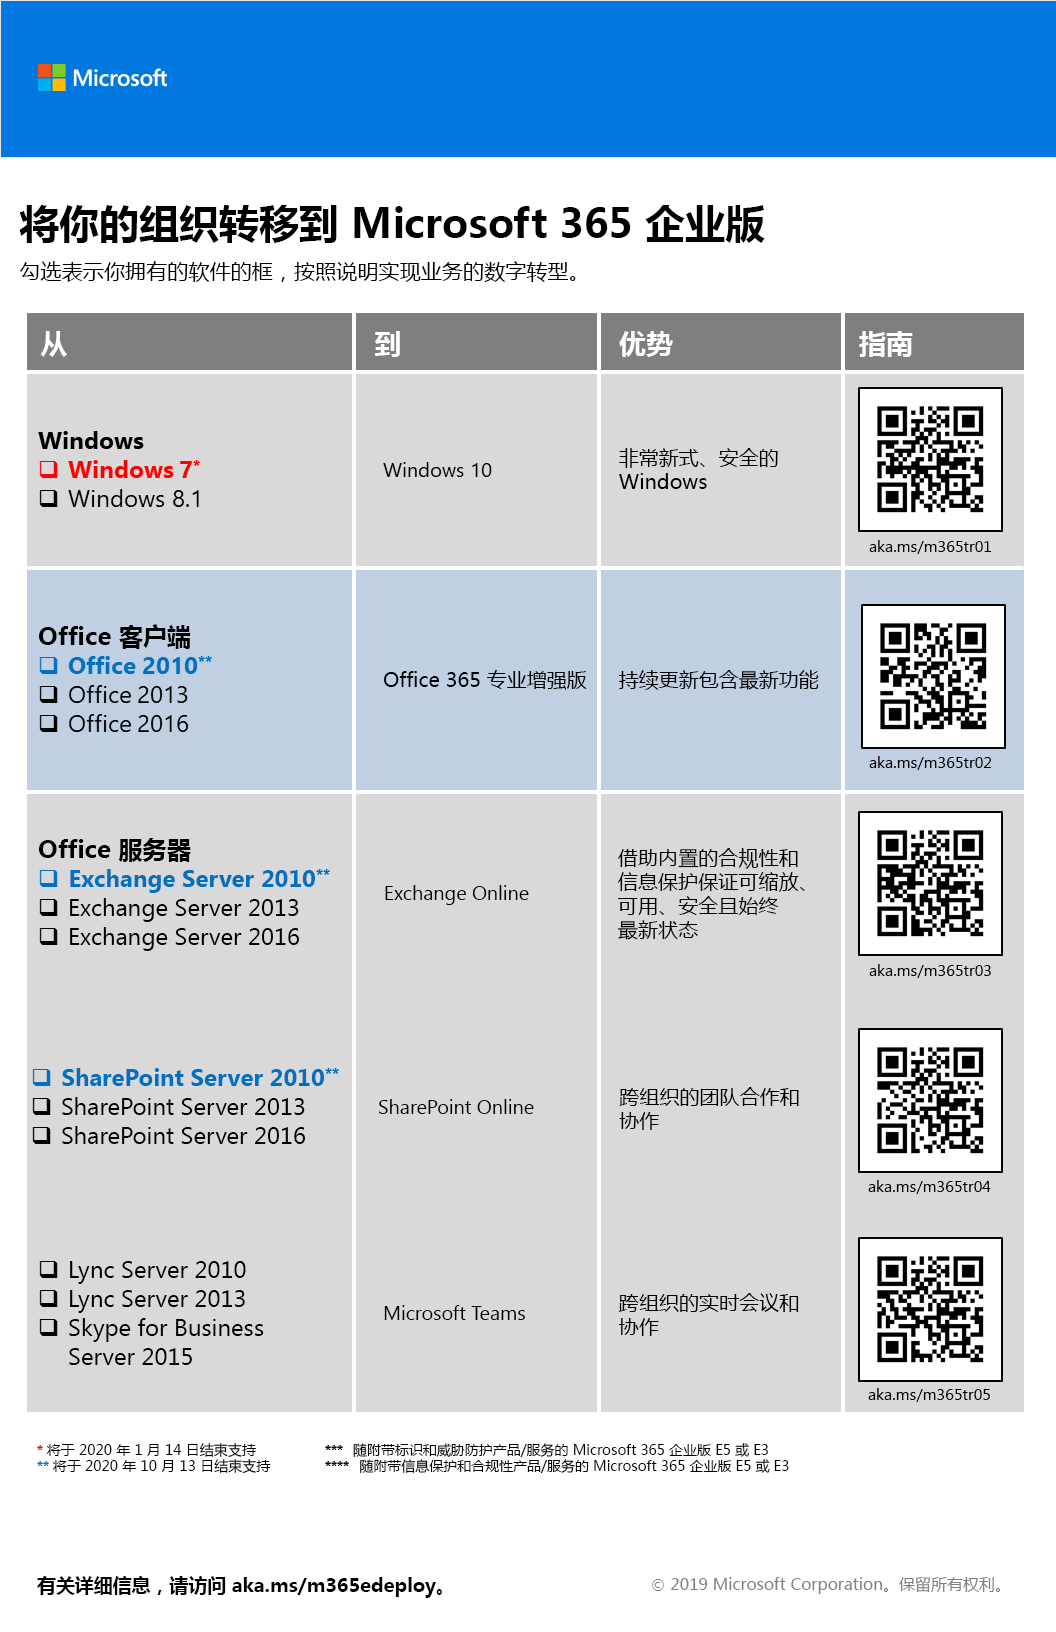 Microsoft
将你的组织转移到 Microsoft 365 企业版
勾选表示你拥有的软件的框，按照说明实现业务的数字转型。
从
到
优势
指南
Windows
Windows 7*
Windows 8.1
Windows 10
非常新式、安全的
Windows
aka.ms/m365tr01
Office 客户端
Office 2010**
Office 2013
Office 2016
Office 365 专业增强版
持续更新包含最新功能
aka.ms/m365tr02
Office 服务器
Exchange Server 2010**
Exchange Server 2013
Exchange Server 2016
Exchange Online
借助内置的合规性和
信息保护保证可缩放、
可用、安全且始终
最新状态
aka.ms/m365tr03
SharePoint Server 2010**
SharePoint Server 2013
SharePoint Server 2016
SharePoint Online
跨组织的团队合作和
协作
aka.ms/m365tr04
Lync Server 2010
Lync Server 2013
Skype for Business
Server 2015
Microsoft Teams
跨组织的实时会议和
协作
aka.ms/m365tr05
* 将于 2020 年 1 月 14 日结束支持
** 将于 2020 年 10 月 13 日结束支持
*** 随附带标识和威胁防护产品/服务的 Microsoft 365 企业版 E5 或 E3
**** 随附带信息保护和合规性产品/服务的 Microsoft 365 企业版 E5 或 E3
有关详细信息，请访问 aka.ms/m365edeploy。
© 2019 Microsoft Corporation。保留所有权利。